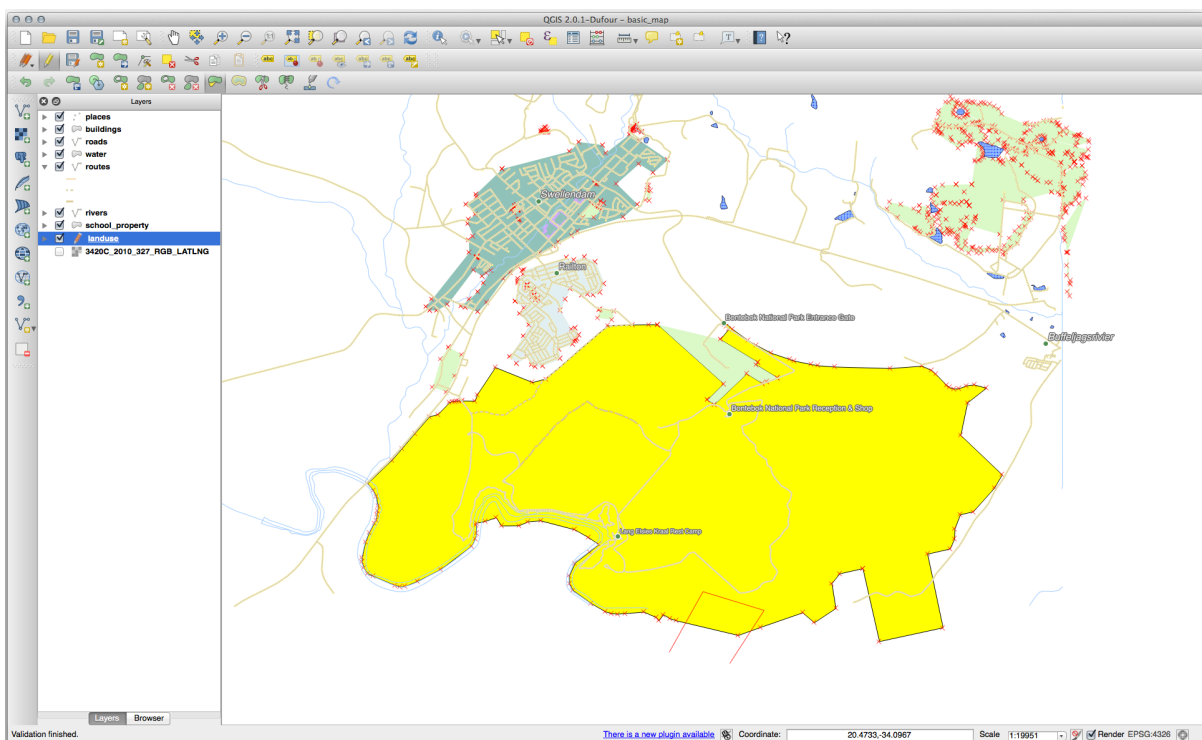 QGIS 2.0.1-Dufour - basic_map
Layers
places
buildings
roads
water
routes
rivers
school_property
landuse
3420C_2010_327_RGB_LATLNG
Swellendam
Railton
Bontebok National Park Entrance Gate
Buffeljagsrivier
Bontebok National Park Reception & Shop
Lang Elsies Kraal Rest Camp
Layers
Browser
Validation finished.
There is a new plugin available
Coordinate:
20.4733,-34.0967
Scale
1:19951
Render
EPSG:4326